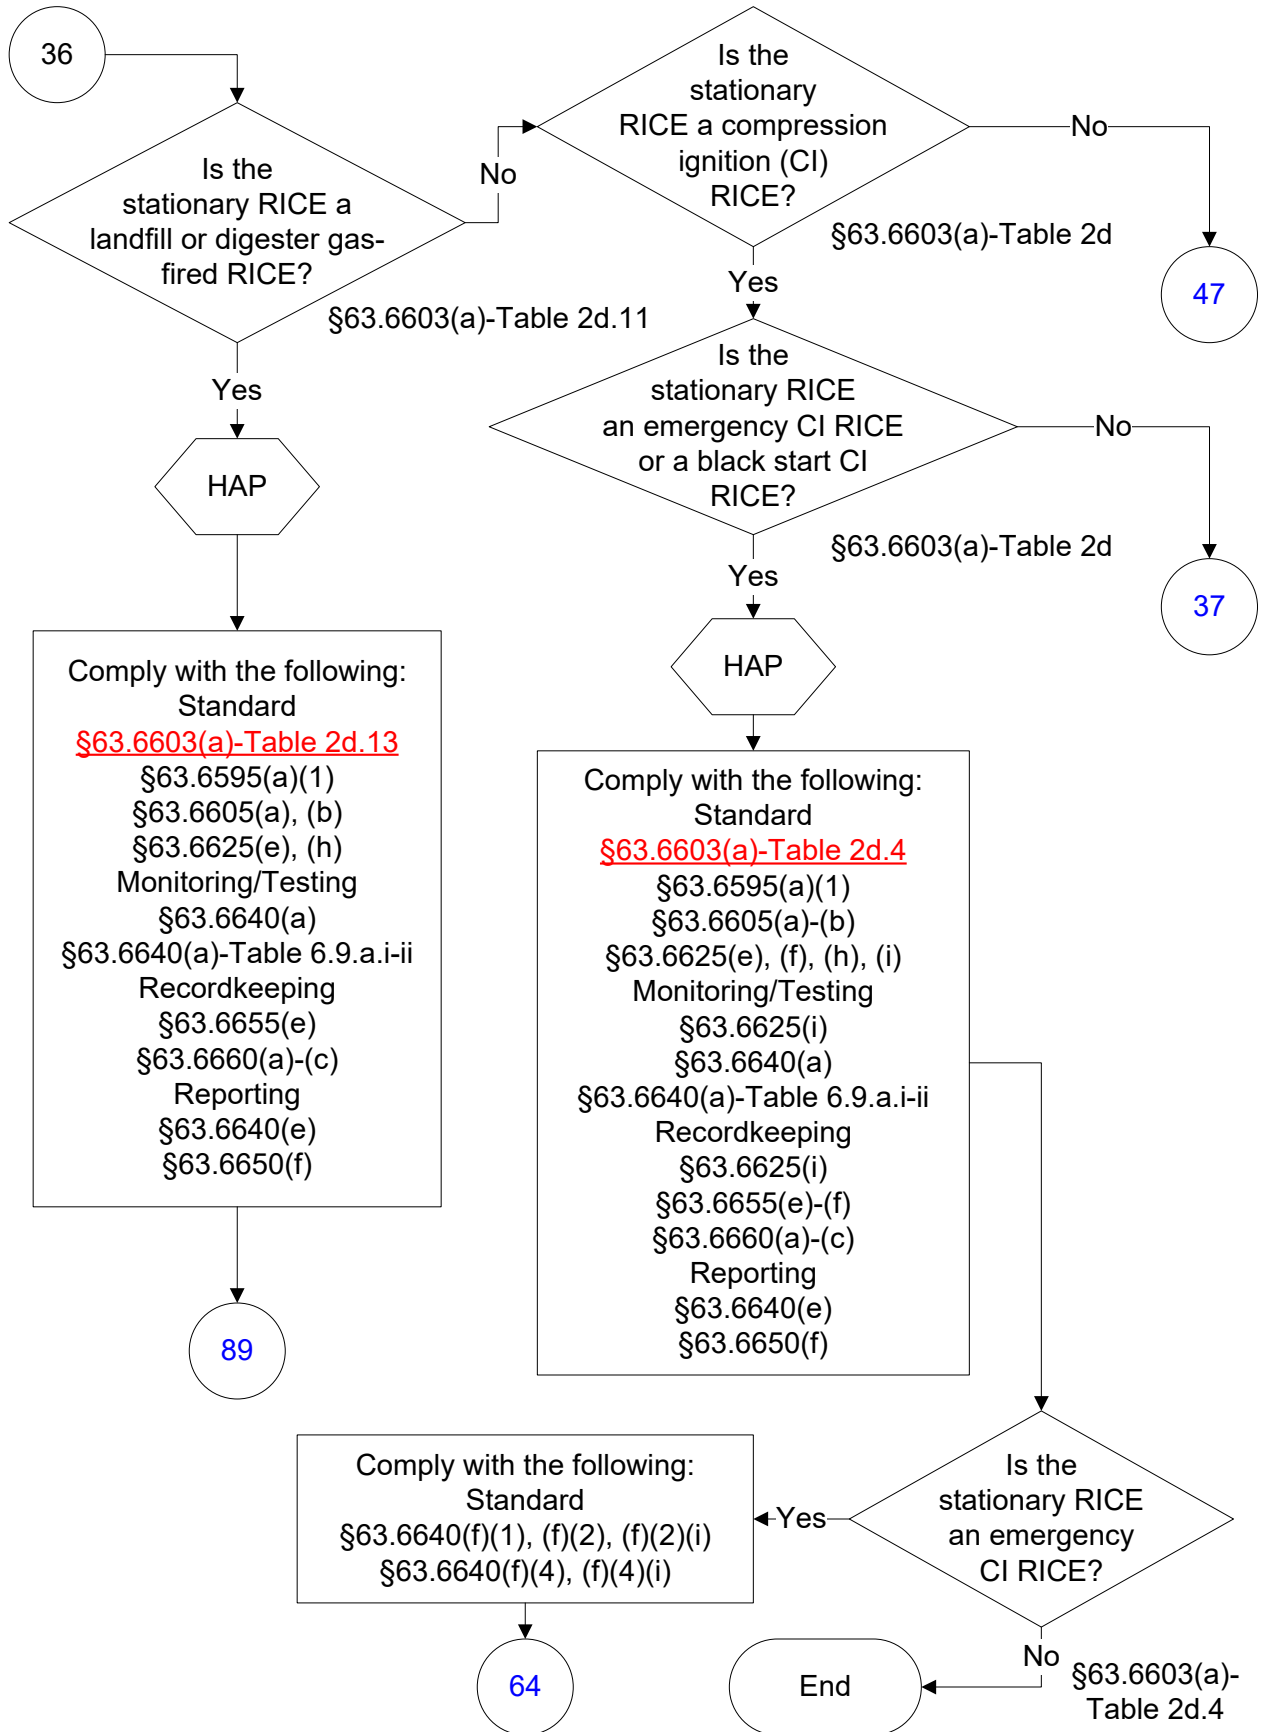 36
Is the
stationary RICE a
landfill or digester gas-
fired RICE?
§63.6603(a)-Table 2d.11
No
Yes
HAP
Comply with the following:
Standard
§63.6603(a)-Table 2d.13
§63.6595(a)(1)
§63.6605(a), (b)
§63.6625(e), (h)
Monitoring/Testing
§63.6640(a)
§63.6640(a)-Table 6.9.a.i-ii
Recordkeeping
§63.6655(e)
§63.6660(a)-(c)
Reporting
§63.6640(e)
§63.6650(f)
89
Is the
stationary
RICE a compression
ignition (CI)
RICE?
§63.6603(a)-Table 2d
No
47
Yes
Is the
stationary RICE
an emergency CI RICE
or a black start CI
RICE?
§63.6603(a)-Table 2d
No
37
Yes
HAP
Comply with the following:
Standard
§63.6603(a)-Table 2d.4
§63.6595(a)(1)
§63.6605(a)-(b)
§63.6625(e), (f), (h), (i)
Monitoring/Testing
§63.6625(i)
§63.6640(a)
§63.6640(a)-Table 6.9.a.i-ii
Recordkeeping
§63.6625(i)
§63.6655(e)-(f)
§63.6660(a)-(c)
Reporting
§63.6640(e)
§63.6650(f)
Is the
stationary RICE
an emergency
CI RICE?
Yes
Comply with the following:
Standard
§63.6640(f)(1), (f)(2), (f)(2)(i)
§63.6640(f)(4), (f)(4)(i)
64
No
§63.6603(a)-
Table 2d.4
End